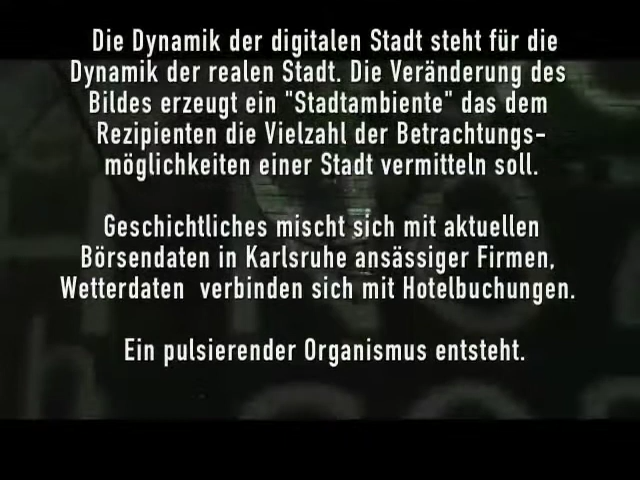 Die Dynamik der digitalen Stadt steht für die
Dynamik der realen Stadt. Die Veränderung des
Bildes erzeugt ein "Stadtambiente" das dem
Rezipienten die Vielzahl der Betrachtungs-
möglichkeiten einer Stadt vermitteln soll.
Geschichtliches mischt sich mit aktuellen
Börsendaten in Karlsruhe ansässiger Firmen,
Wetterdaten  verbinden sich mit Hotelbuchungen.
Ein pulsierender Organismus entsteht.